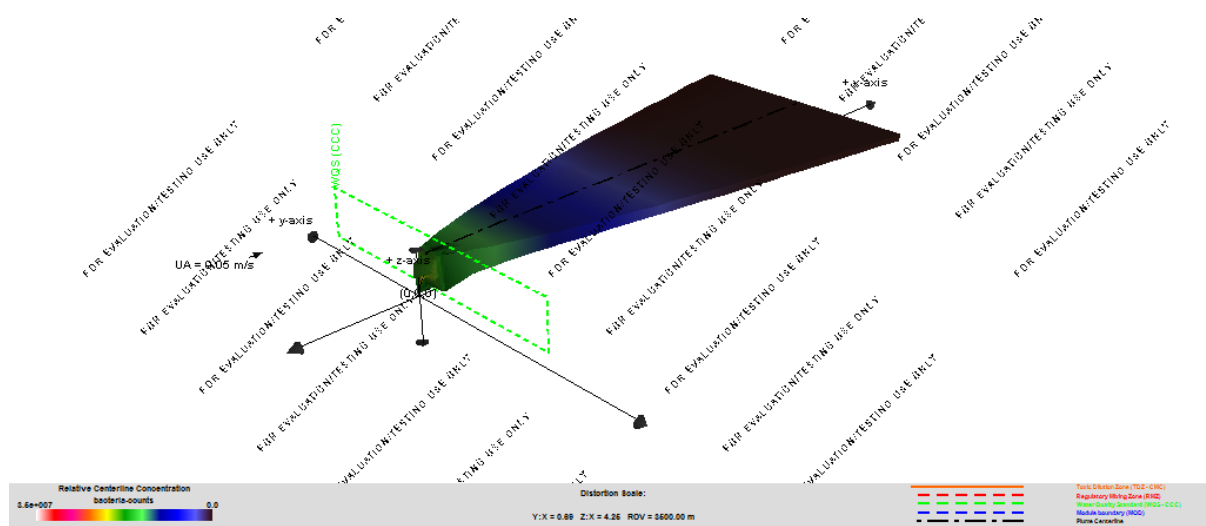 FOR EVALUATION/TESTING USE ONLY
WQS (CCC)
+ y-axis
UA = 0.05 m/s
+ z-axis
(0,0,0)
+ x-axis
Relative Centerline Concentration
bacteria-counts
3.5e+007
0.0
Distortion Scale:
Y:X = 0.69 Z:X = 4.25 ROV = 3500.00 m
Toxic Dilution Zone (TDZ - CMC)
Regulatory Mixing Zone (RMZ)
Water Quality Standard (WQS - CCC)
Module boundary (MOD)
Plume Centerline